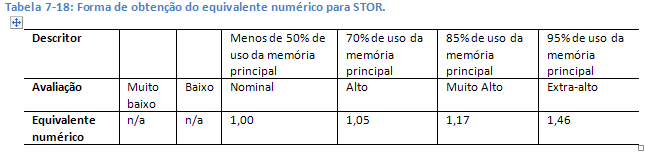 Tabela 7-18: Forma de obtenção do equivalente numérico para STOR.
Descritor Menos de 50% de 70% de uso da 85% de uso da 95% de uso da
uso da memória memória memória memória
principal principal principal principal
Avaliação Muito Baixo Nominal Alto Muito Alto Extra-alto
baixo
Equivalente n/a n/a 1,00 1,05 1,17 1,46
numérico